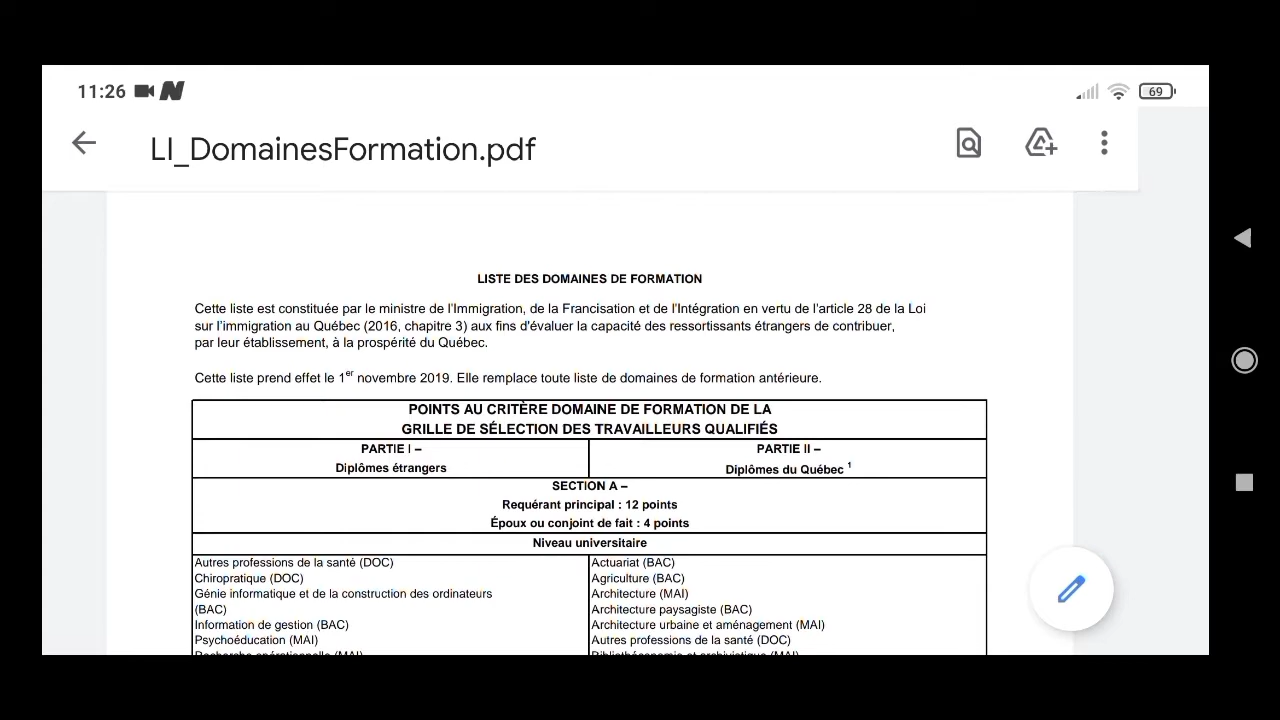 11:26
69
LI_DomainesFormation.pdf
LISTE DES DOMAINES DE FORMATION
Cette liste est constituée par le ministre de l'Immigration, de la Francisation et de l'Intégration en vertu de l'article 28 de la Loi
sur l'immigration au Québec (2016, chapitre 3) aux fins d'évaluer la capacité des ressortissants étrangers de contribuer,
par leur établissement, à la prospérité du Québec.
Cette liste prend effet le 1er novembre 2019. Elle remplace toute liste de domaines de formation antérieure.
POINTS AU CRITÈRE DOMAINE DE FORMATION DE LA
GRILLE DE SÉLECTION DES TRAVAILLEURS QUALIFIÉS
PARTIE I –
Diplômes étrangers
PARTIE II –
Diplômes du Québec 1
SECTION A –
Requérant principal : 12 points
Époux ou conjoint de fait : 4 points
Niveau universitaire
Autres professions de la santé (DOC)
Chiropratique (DOC)
Génie informatique et de la construction des ordinateurs
(BAC)
Information de gestion (BAC)
Psychoéducation (MAI)
Recherche opérationnelle (MAI)
Actuariat (BAC)
Agriculture (BAC)
Architecture (MAI)
Architecture paysagiste (BAC)
Architecture urbaine et aménagement (MAI)
Autres professions de la santé (DOC)
Bibliothéconomie et archivistique (MAI)